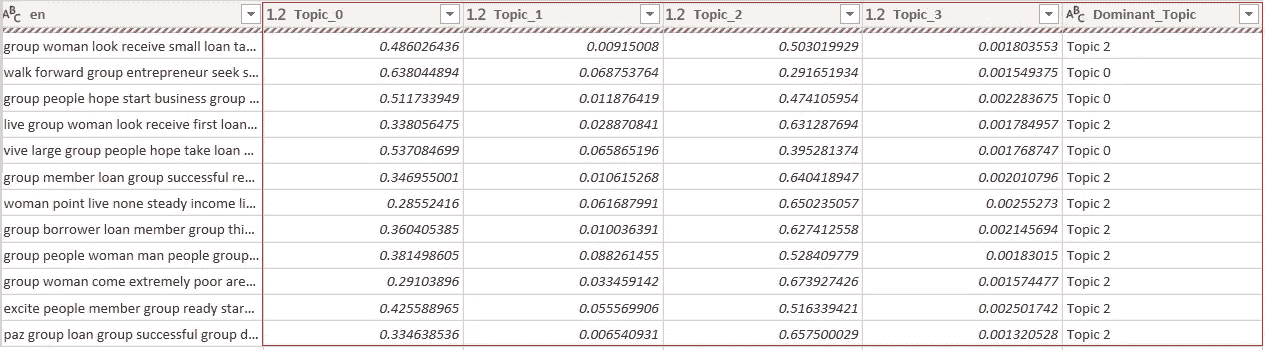 ABC en 1.2 Topic_0 1.2 Topic_1 1.2 Topic_2 1.2 Topic_3 ABC Dominant_Topic
group woman look receive small loan ta... 0.486026436 0.00915008 0.503019929 0.001803553 Topic 2
walk forward group entrepreneur seek s... 0.638044894 0.068753764 0.291651934 0.001549375 Topic 0
group people hope start business group ... 0.511733949 0.011876419 0.474105954 0.002283675 Topic 0
live group woman look receive first loan... 0.338056475 0.028870841 0.631287694 0.001784957 Topic 2
vive large group people hope take loan ... 0.537084699 0.065865196 0.395281374 0.001768747 Topic 0
group member loan group successful re... 0.346955001 0.010615268 0.640418947 0.002010796 Topic 2
woman point live none steady income li... 0.28552416 0.061687991 0.650235057 0.00255273 Topic 2
group borrower loan member group thi... 0.360405385 0.010036391 0.627412558 0.002145694 Topic 2
group people woman man people group... 0.381498605 0.088261455 0.528409779 0.00183015 Topic 2
group woman come extremely poor are... 0.29103896 0.033459142 0.673927426 0.001574477 Topic 2
excite people member group ready star... 0.425588965 0.055569906 0.516339421 0.002501742 Topic 2
paz group loan group successful group d... 0.334638536 0.006540931 0.657500029 0.001320528 Topic 2